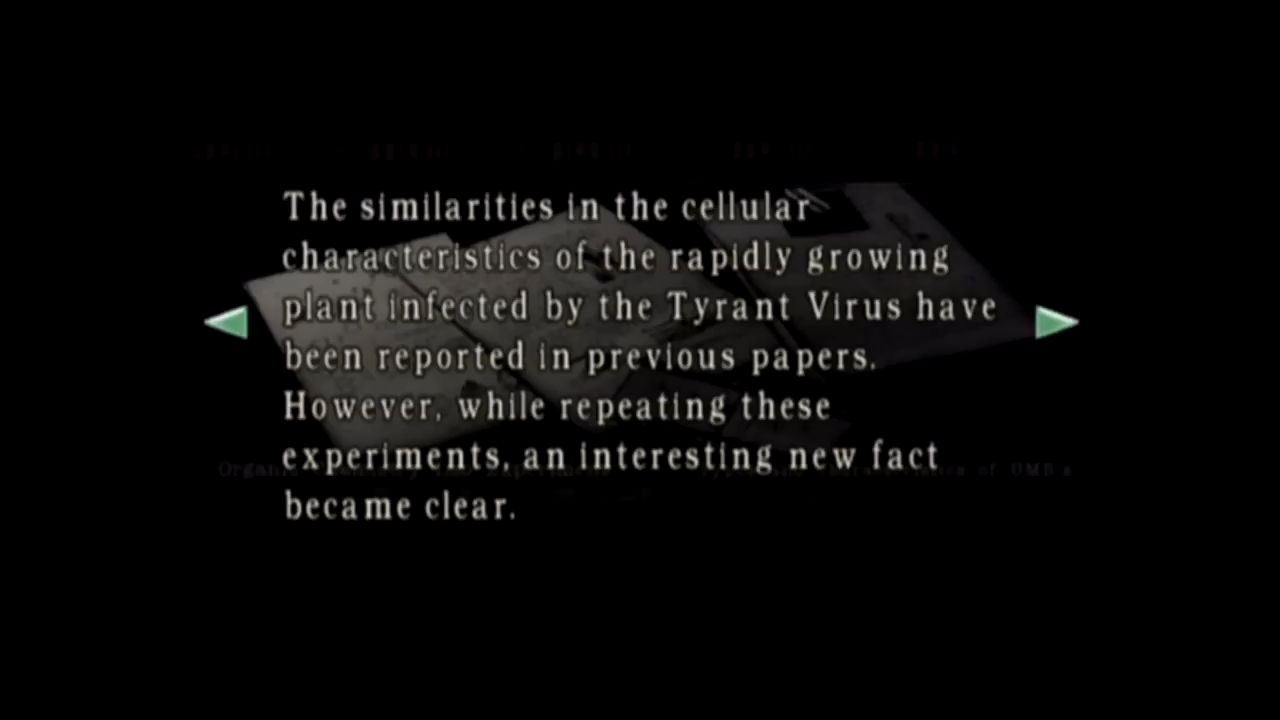 The similarities in the cellular
characteristics of the rapidly growing
plant infected by the Tyrant Virus have
been reported in previous papers.
However, while repeating these
experiments, an interesting new fact
became clear.